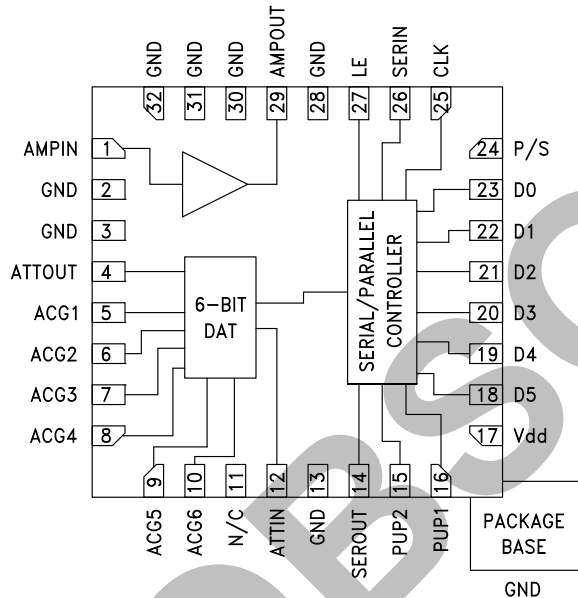 GND
GND
GND
AMPOUT
GND
LE
SERIN
CLK
32
31
30
29
28
27
26
25
AMPIN 1
GND 2
GND 3
ATTOUT 4
ACG1 5
ACG2 6
ACG3 7
ACG4 8
6-BIT
DAT
SERIAL/PARALLEL
CONTROLLER
24 P/S
23 D0
22 D1
21 D2
20 D3
19 D4
18 D5
17 Vdd
9
10
11
12
13
14
15
16
ACG5
ACG6
N/C
ATTIN
GND
SEROUT
PUP2
PUP1
PACKAGE
BASE
GND
OBSO